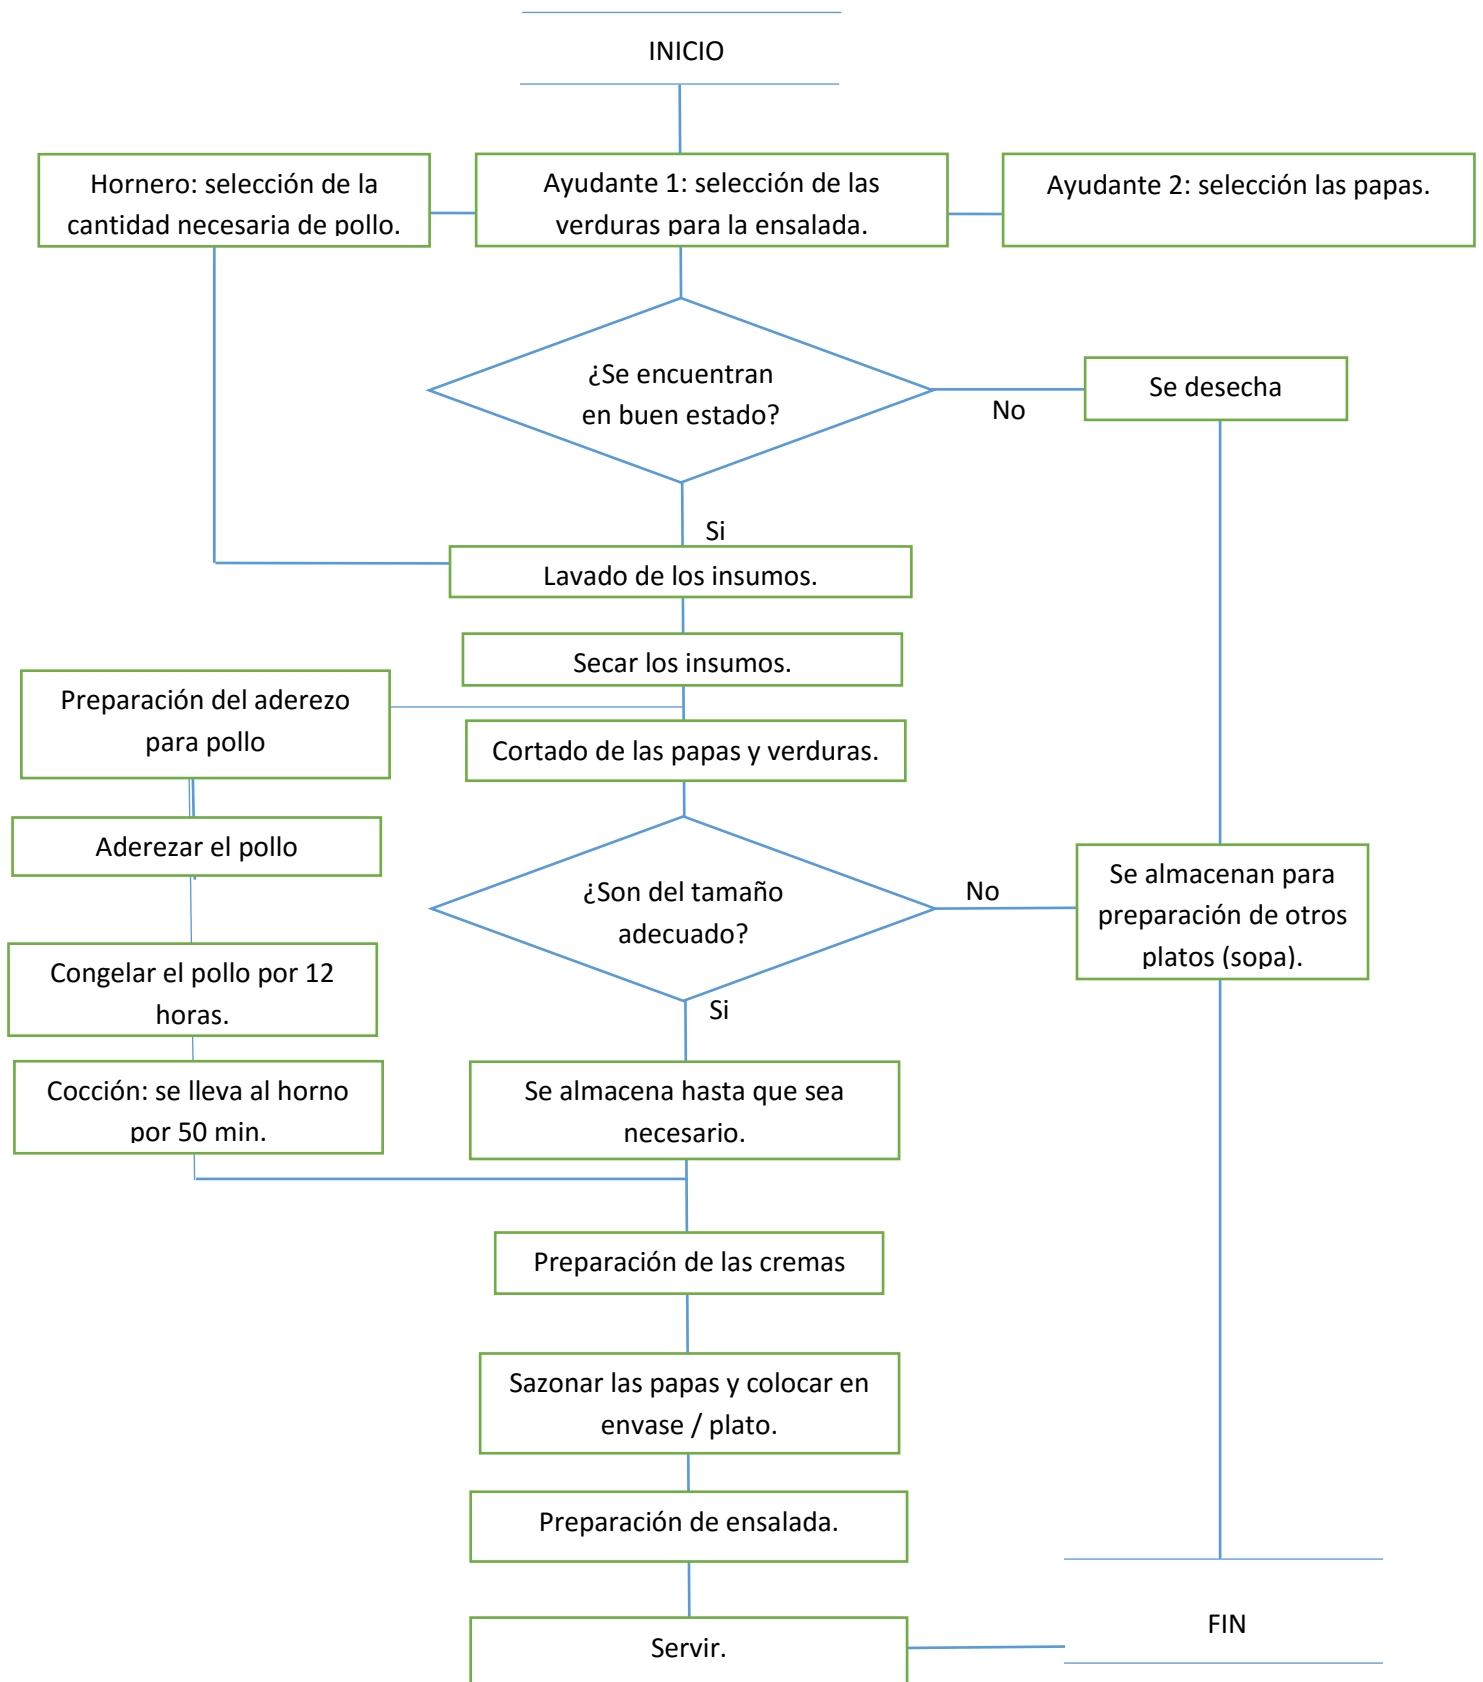 INICIO
Hornero: selección de la
cantidad necesaria de pollo.
Ayudante 1: selección de las
verduras para la ensalada.
Ayudante 2: selección las papas.
¿Se encuentran
en buen estado?
No
Se desecha
Si
Lavado de los insumos.
Secar los insumos.
Preparación del aderezo
para pollo
Cortado de las papas y verduras.
Aderezar el pollo
¿Son del tamaño
adecuado?
No
Se almacenan para
preparación de otros
platos (sopa).
Congelar el pollo por 12
horas.
Si
Cocción: se lleva al horno
por 50 min.
Se almacena hasta que sea
necesario.
Preparación de las cremas
Sazonar las papas y colocar en
envase / plato.
Preparación de ensalada.
Servir.
FIN